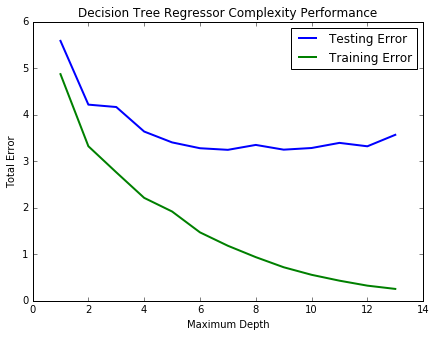 Decision Tree Regressor Complexity Performance
Testing Error
Training Error
Total Error
6
5
4
3
2
1
0
0 2 4 6 8 10 12 14
Maximum Depth